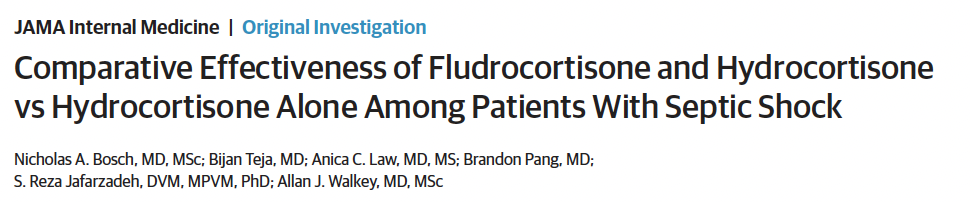 JAMA Internal Medicine | Original Investigation
Comparative Effectiveness of Fludrocortisone and Hydrocortisone
vs Hydrocortisone Alone Among Patients With Septic Shock
Nicholas A. Bosch, MD, MSc; Bijan Teja, MD; Anica C. Law, MD, MS; Brandon Pang, MD;
S. Reza Jafarzadeh, DVM, MPVM, PhD; Allan J. Walkey, MD, MSc